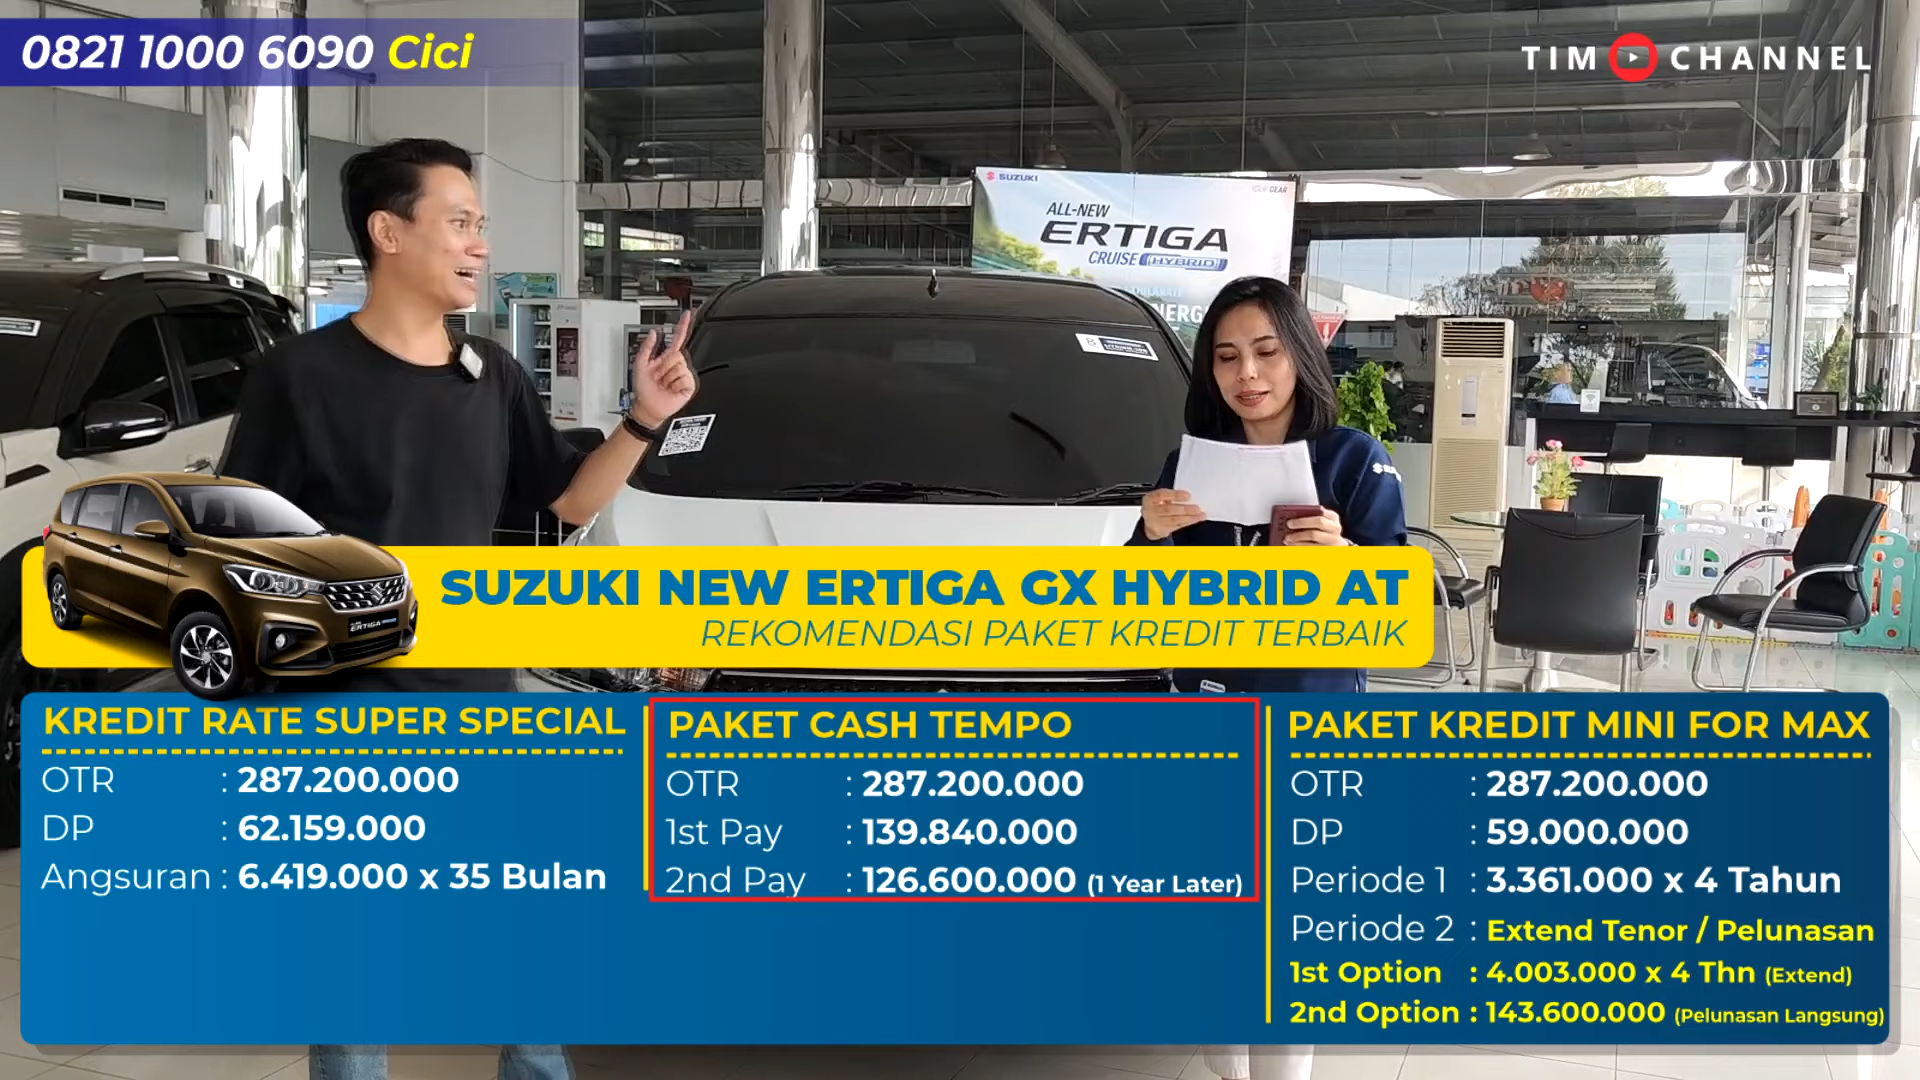 0821 1000 6090 Cici
TIM CHANNEL
SUZUKI
ALL-NEW
ERTIGA
CRUISE HYBRID
SUZUKI NEW ERTIGA GX HYBRID AT
REKOMENDASI PAKET KREDIT TERBAIK
KREDIT RATE SUPER SPECIAL
OTR : 287.200.000
DP : 62.159.000
Angsuran : 6.419.000 x 35 Bulan
PAKET CASH TEMPO
OTR : 287.200.000
1st Pay : 139.840.000
2nd Pay : 126.600.000 (1 Year Later)
PAKET KREDIT MINI FOR MAX
OTR : 287.200.000
DP : 59.000.000
Periode 1 : 3.361.000 x 4 Tahun
Periode 2 : Extend Tenor / Pelunasan
1st Option : 4.003.000 x 4 Thn (Extend)
2nd Option : 143.600.000 (Pelunasan Langsung)